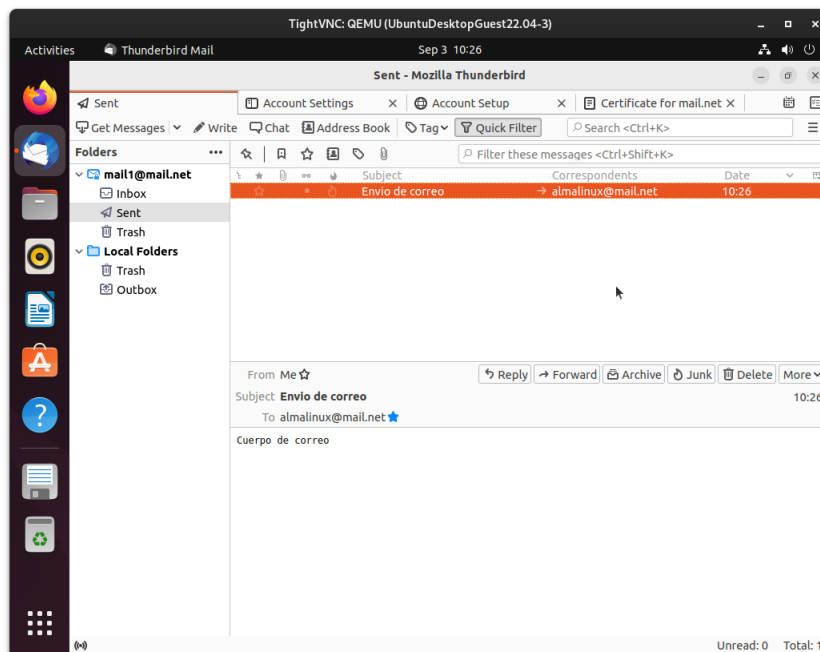 TightVNC: QEMU (UbuntuDesktopGuest22.04-3)
Activities Thunderbird Mail Sep 3 10:26
Sent - Mozilla Thunderbird
Sent Account Settings Account Setup Certificate for mail.net
Get Messages Write Chat Address Book Tag Quick Filter Search <Ctrl+K>
Folders Filter these messages <Ctrl+Shift+K>
mail1@mail.net Subject Correspondents Date
Inbox Envio de correo almalinux@mail.net 10:26
Sent
Trash
Local Folders
Trash
Outbox
From Me Reply Forward Archive Junk Delete More
Subject Envio de correo 10:26
To almalinux@mail.net
Cuerpo de correo
Unread: 0 Total: 1